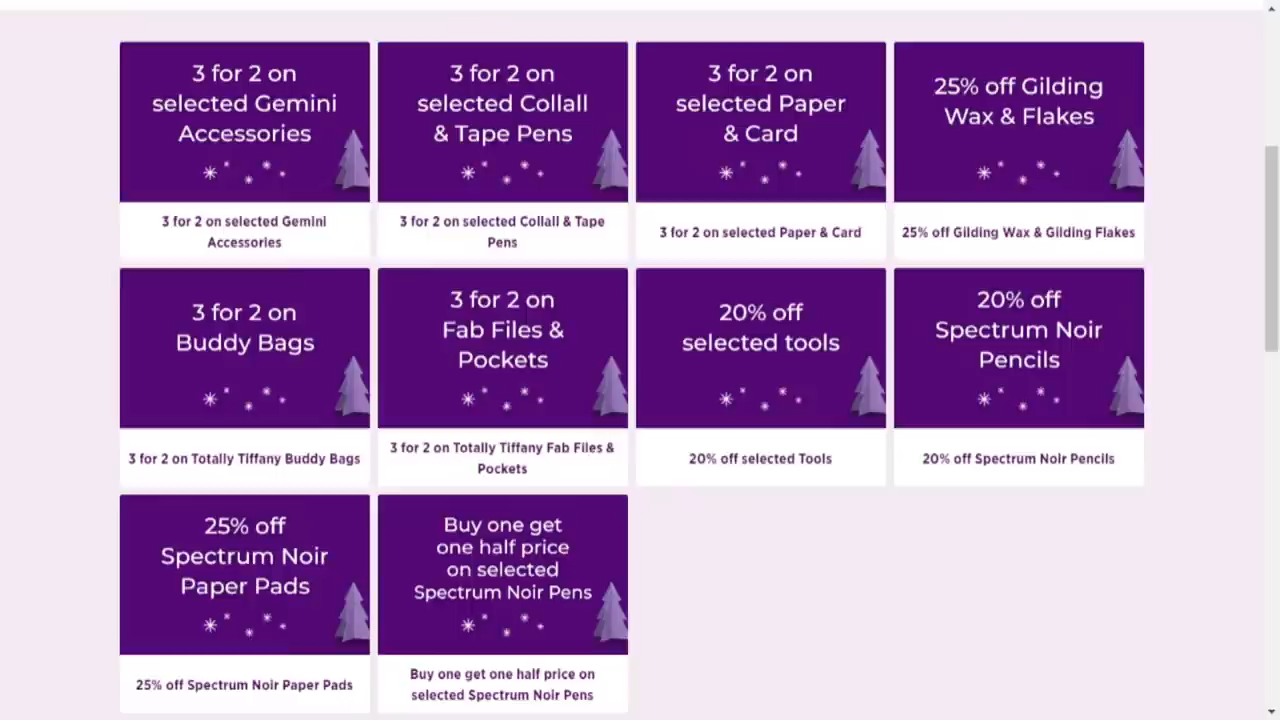 3 for 2 on
selected Gemini
Accessories
3 for 2 on selected Gemini
Accessories
3 for 2 on
selected Collall
& Tape Pens
3 for 2 on selected Collall & Tape
Pens
3 for 2 on
selected Paper
& Card
3 for 2 on selected Paper & Card
25% off Gilding
Wax & Flakes
25% off Gilding Wax & Gilding Flakes
3 for 2 on
Buddy Bags
3 for 2 on Totally Tiffany Buddy Bags
3 for 2 on
Fab Files &
Pockets
3 for 2 on Totally Tiffany Fab Files &
Pockets
20% off
selected tools
20% off selected Tools
20% off
Spectrum Noir
Pencils
20% off Spectrum Noir Pencils
25% off
Spectrum Noir
Paper Pads
25% off Spectrum Noir Paper Pads
Buy one get
one half price
on selected
Spectrum Noir Pens
Buy one get one half price on
selected Spectrum Noir Pens